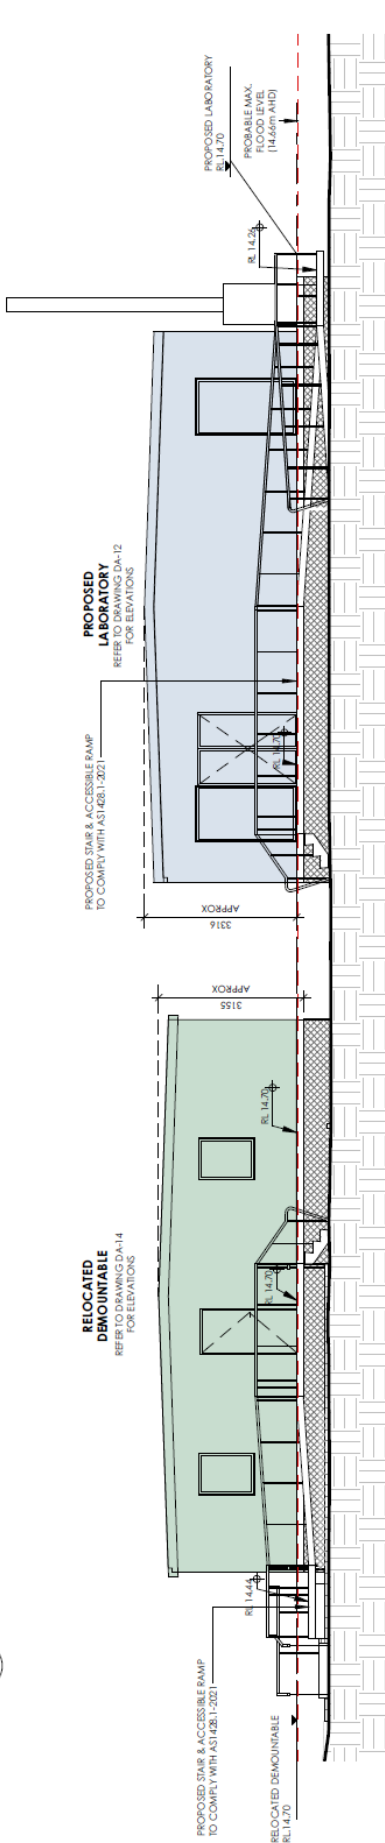 RELOCATED
DEMOUNTABLE
REFER TO DRAWING DA-14
FOR ELEVATIONS
PROPOSED
LABORATORY
REFER TO DRAWING DA-12
FOR ELEVATIONS
PROPOSED STAIR & ACCESSIBLE RAMP
TO COMPLY WITH AS1428.1-2021
RELOCATED DEMOUNTABLE
RL.14.70
RL 14.44
RL 14.70
RL 14.70
3155
APPROX
3316
APPROX
PROPOSED STAIR & ACCESSIBLE RAMP
TO COMPLY WITH AS1428.1-2021
RL 14.70
RL 14.26
PROPOSED LABORATORY
RL.14.70
PROBABLE MAX.
FLOOD LEVEL
(14.66m AHD)